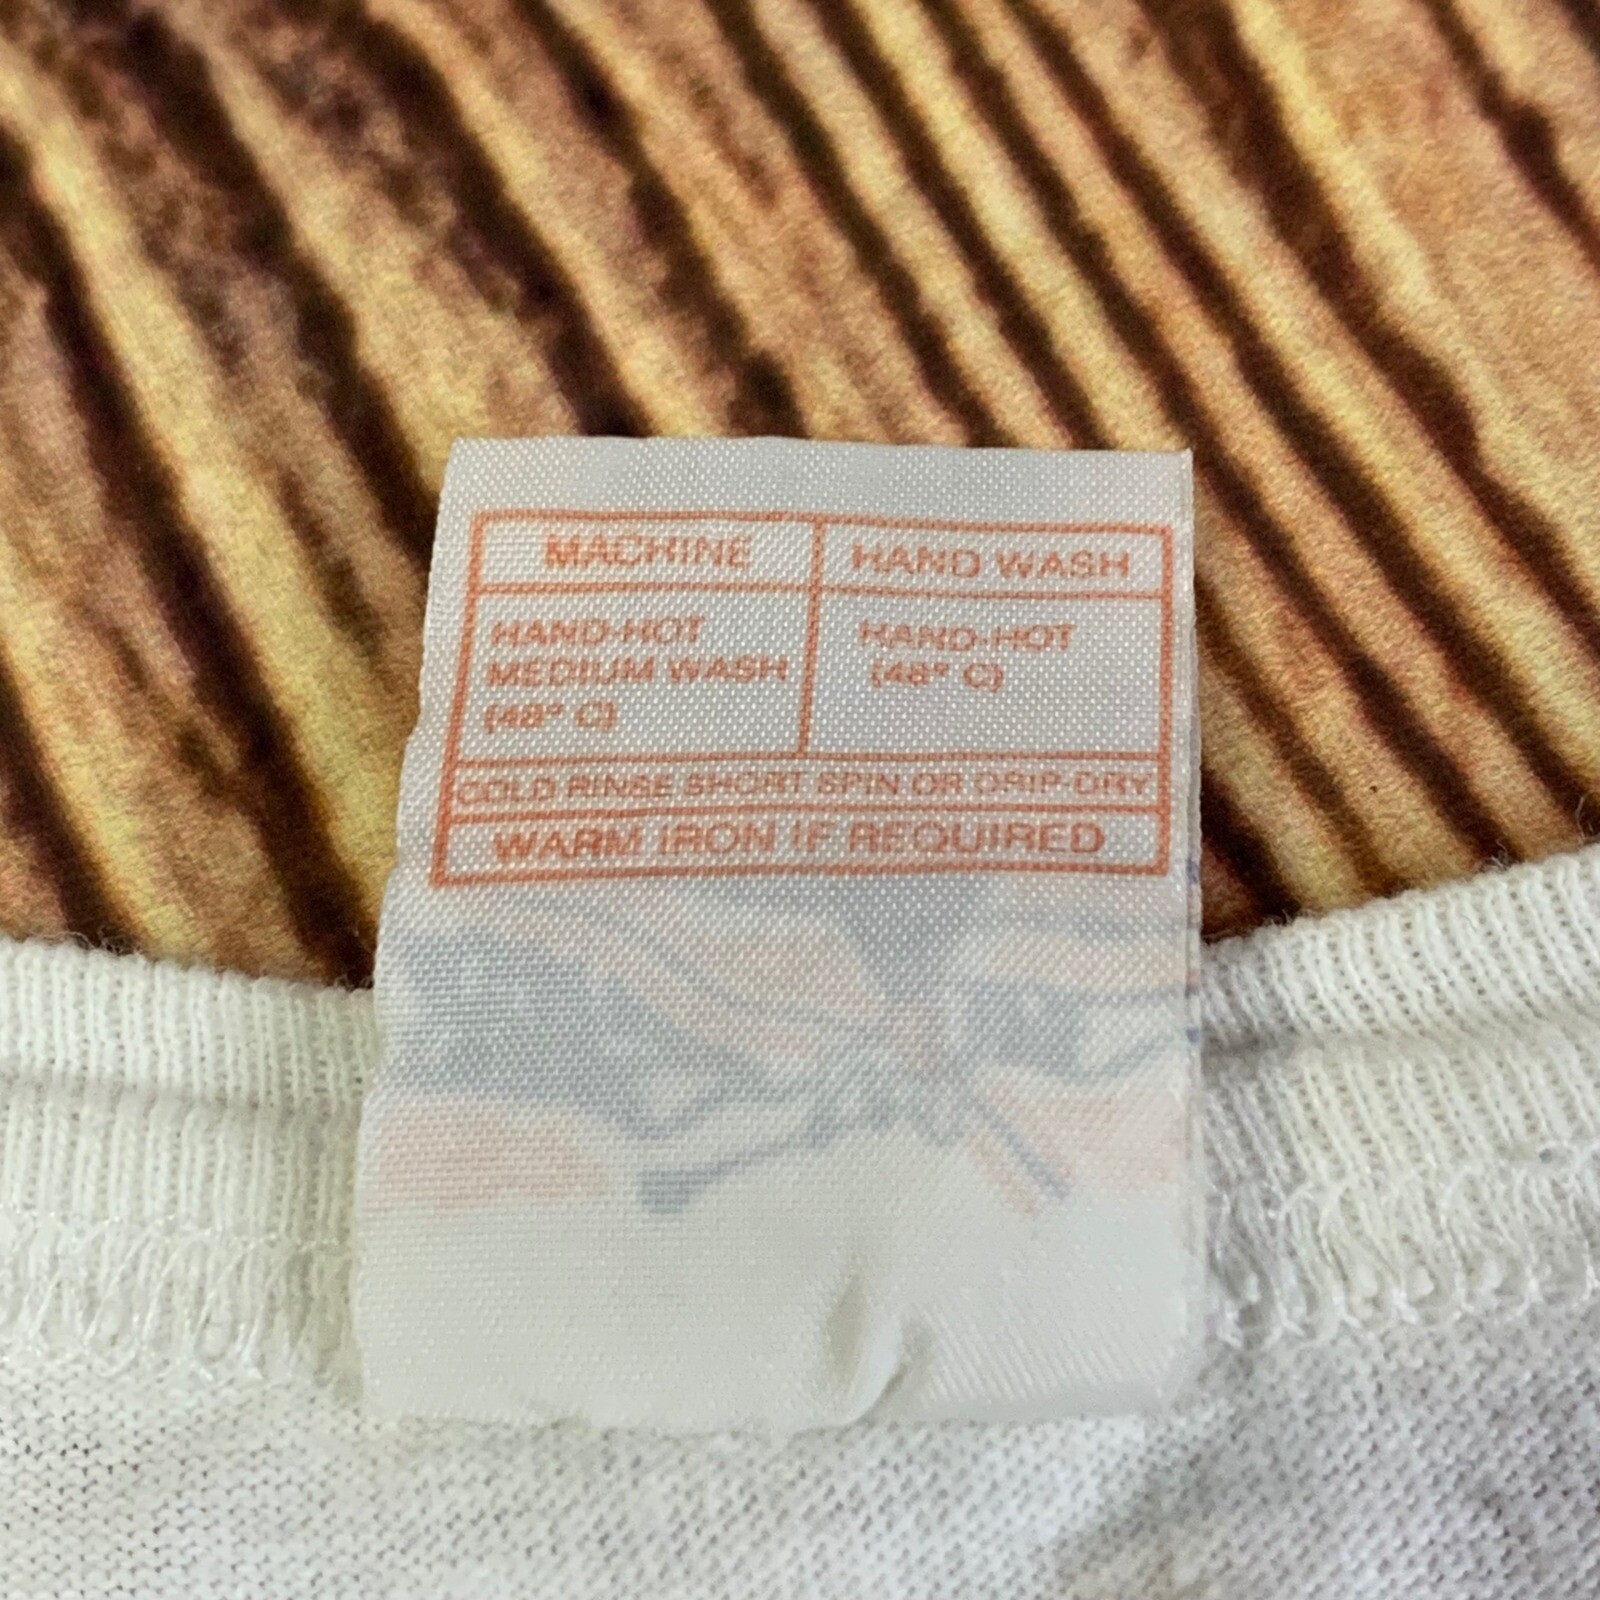 MACHINE
HAND WASH
HAND-HOT
MEDIUM WASH
(48° C)
HAND-HOT
(48° C)
COLD RINSE SHORT SPIN OR DRIP-DRY
WARM IRON IF REQUIRED